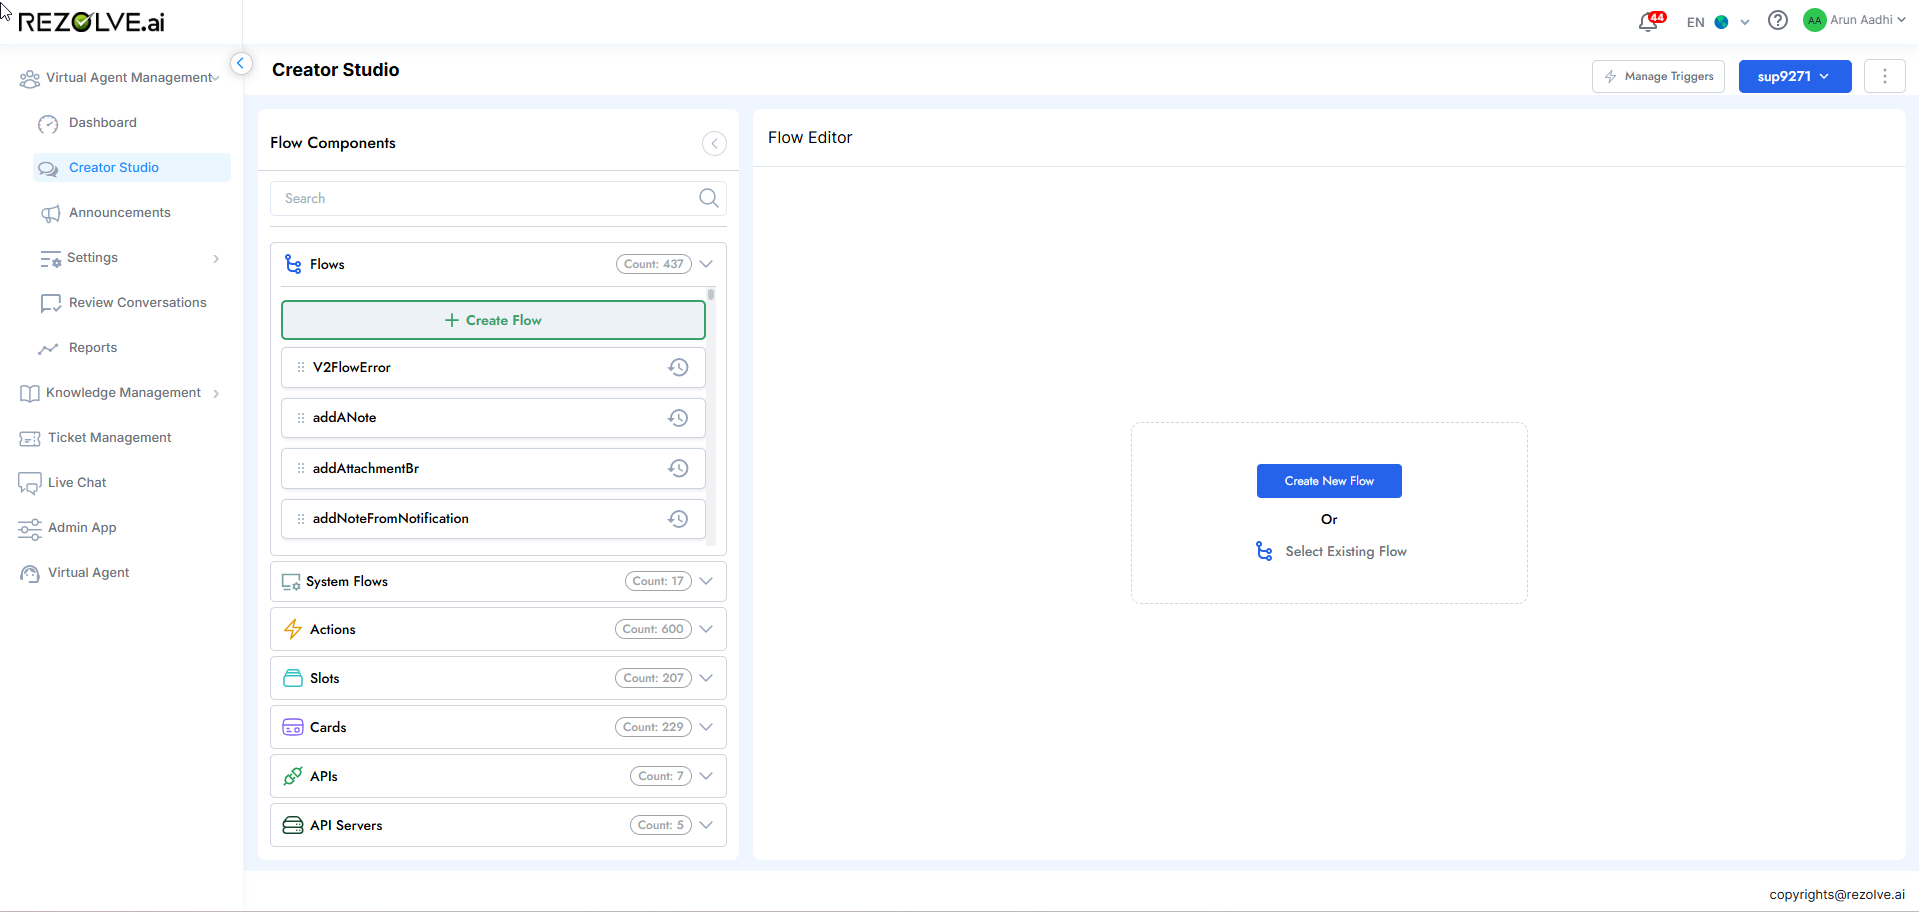 REZOLVE.ai
44
EN
AA
Arun Aadhi
Virtual Agent Management
Dashboard
Creator Studio
Announcements
Settings
Review Conversations
Reports
Knowledge Management
Ticket Management
Live Chat
Admin App
Virtual Agent
Creator Studio
Manage Triggers
sup9271
Flow Components
Search
Flows
Count: 437
Create Flow
V2FlowError
addANote
addAttachmentBr
addNoteFromNotification
System Flows
Count: 17
Actions
Count: 600
Slots
Count: 207
Cards
Count: 229
APIs
Count: 7
API Servers
Count: 5
Flow Editor
Create New Flow
Or
Select Existing Flow
copyrights@rezolve.ai